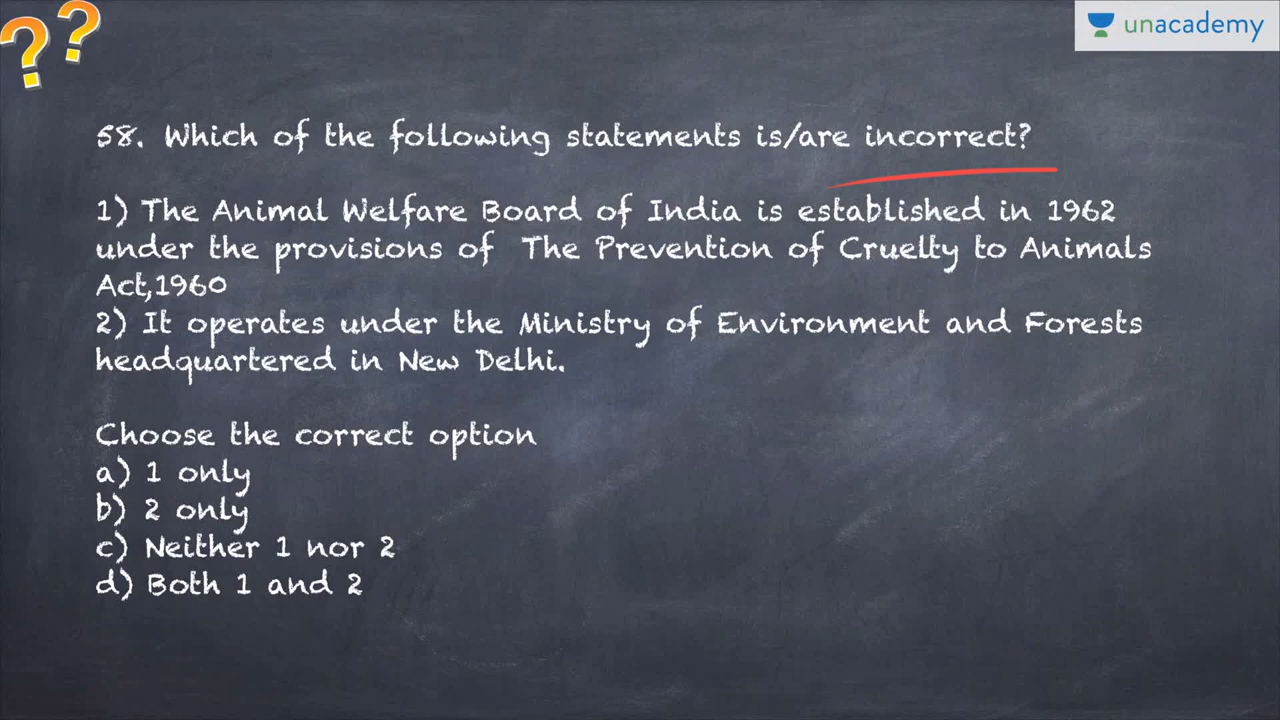 unacademy
58. Which of the following statements is/are incorrect?
1) The Animal Welfare Board of India is established in 1962
under the provisions of The Prevention of Cruelty to Animals
Act,1960
2) It operates under the Ministry of Environment and Forests
headquartered in New Delhi.
Choose the correct option
a) 1 only
b) 2 only
c) Neither 1 nor 2
d) Both 1 and 2